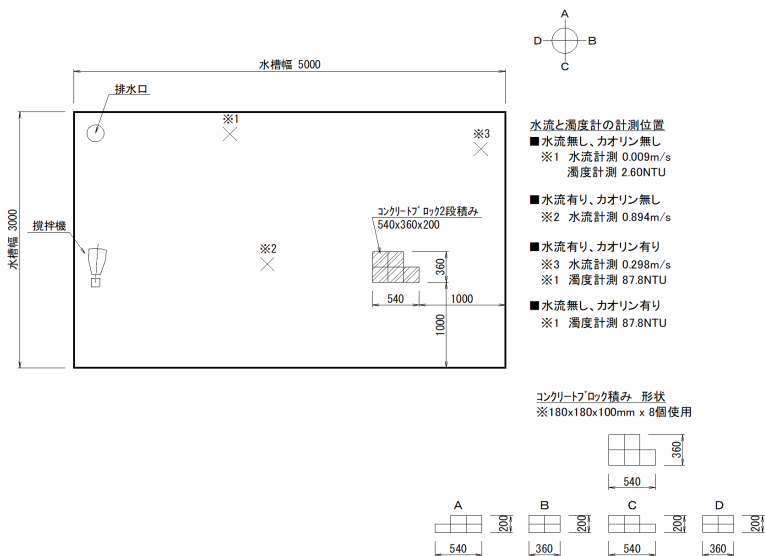 A
D
B
C
水槽幅 5000
排水口
※1
※3
水流と濁度計の計測位置
■水流無し、カオリン無し
※1 水流計測 0.009m/s
濁度計測 2.60NTU
■水流有り、カオリン無し
※2 水流計測 0.894m/s
■水流有り、カオリン有り
※3 水流計測 0.298m/s
※1 濁度計測 87.8NTU
■水流無し、カオリン有り
※1 濁度計測 87.8NTU
水槽幅 3000
撹拌機
※2
コンクリートブロック2段積み
540x360x200
360
540
1000
1000
コンクリートブロック積み 形状
※180x180x100mm x 8個使用
360
540
A
B
C
D
200
200
200
200
540
360
540
360